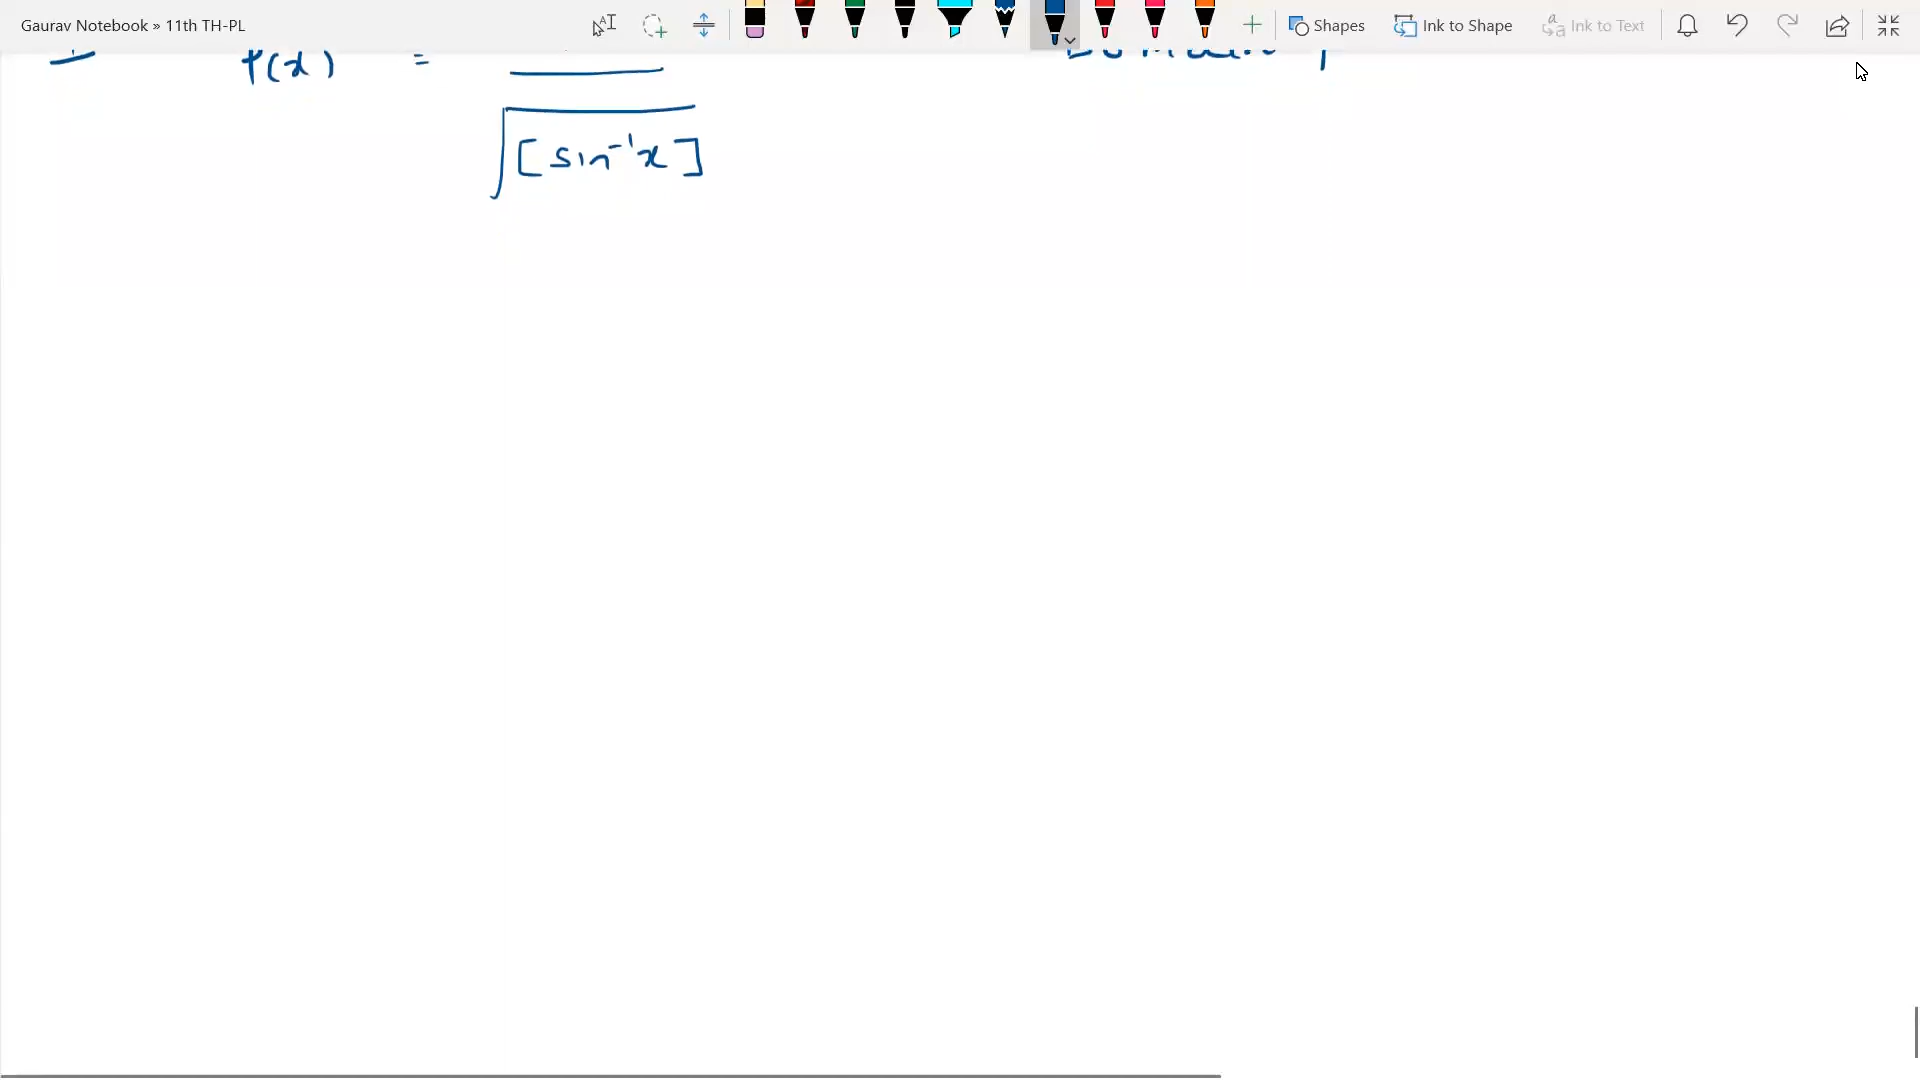 Gaurav Notebook » 11th TH-PL
Shapes
Ink to Shape
Ink to Text
f(x) =
√[sin⁻¹x]